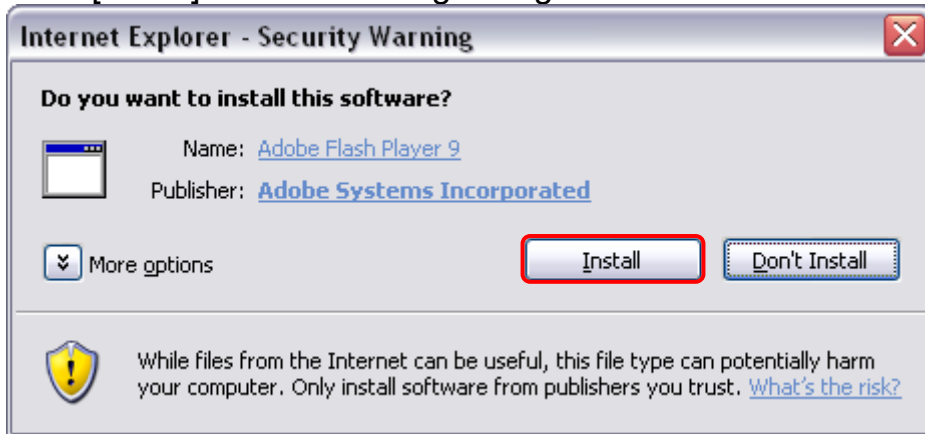 Internet Explorer - Security Warning
Do you want to install this software?
Name: Adobe Flash Player 9
Publisher: Adobe Systems Incorporated
More options
Install
Don't Install
While files from the Internet can be useful, this file type can potentially harm
your computer. Only install software from publishers you trust. What's the risk?